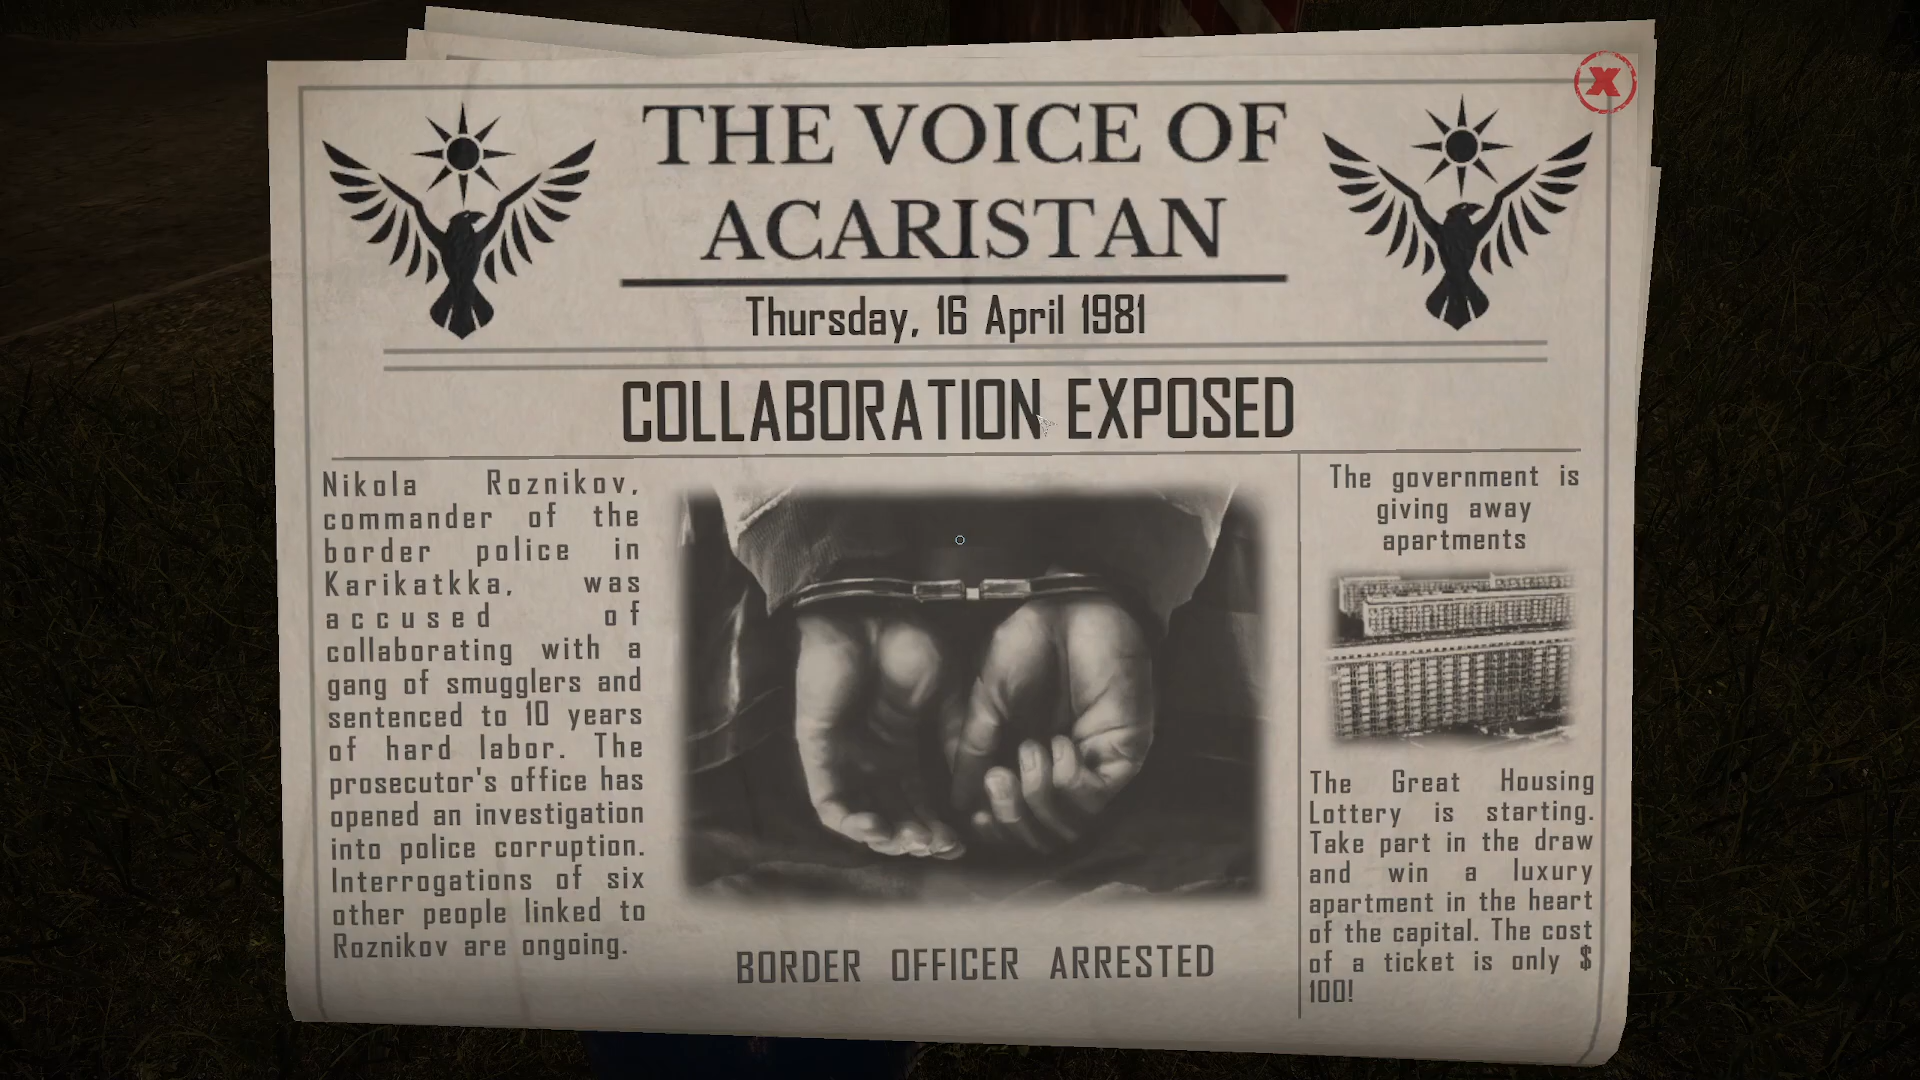 THE VOICE OF
ACARISTAN
Thursday, 16 April 1981
COLLABORATION EXPOSED
Nikola Roznikov,
commander of the
border police in
Karikatkka, was
accused of
collaborating with a
gang of smugglers and
sentenced to 10 years
of hard labor. The
prosecutor's office has
opened an investigation
into police corruption.
Interrogations of six
other people linked to
Roznikov are ongoing.
BORDER OFFICER ARRESTED
The government is
giving away
apartments
The Great Housing
Lottery is starting.
Take part in the draw
and win a luxury
apartment in the heart
of the capital. The cost
of a ticket is only $
100!
X